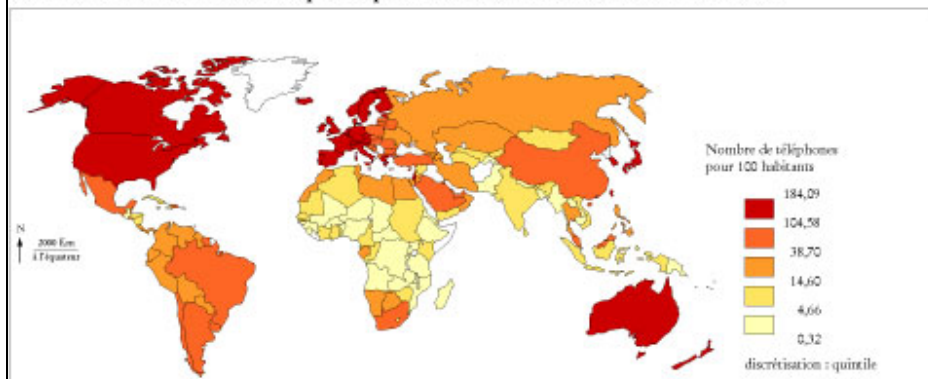 Nombre de téléphones
pour 100 habitants
184,09
104,58
38,70
14,60
4,66
0,32
discrétisation : quintile
N
2000 Km
à l'équateur